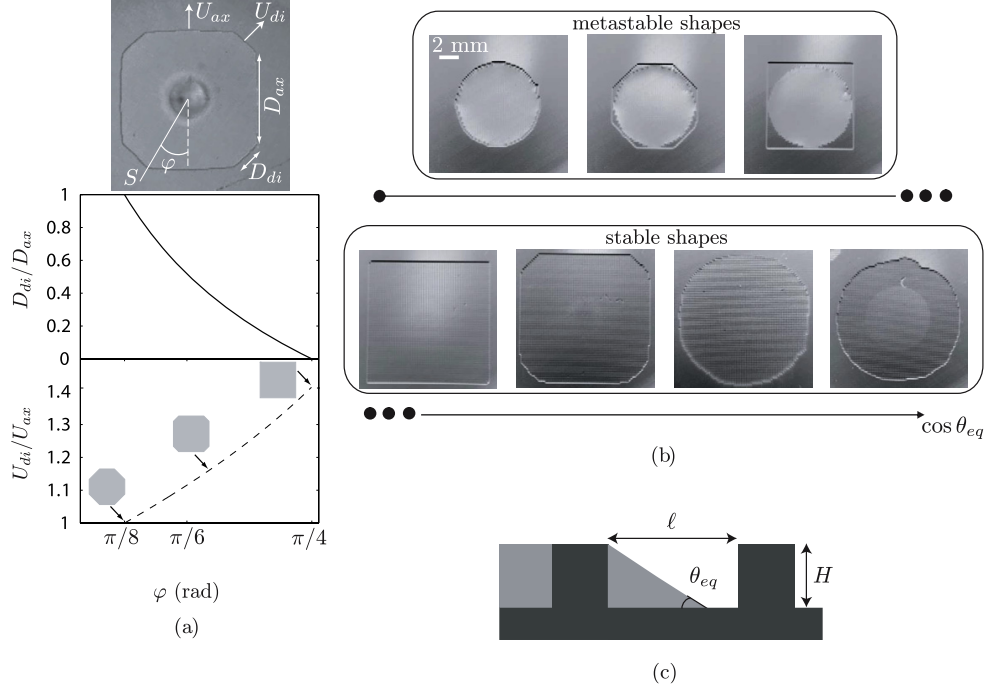 U_ax
U_di
D_ax
S
φ
D_di
1
0.8
0.6
0.4
0.2
0
D_di/D_ax
1.4
1.3
1.2
1.1
1
U_di/U_ax
π/8
π/6
π/4
φ (rad)
(a)
metastable shapes
2 mm
stable shapes
cos θ_eq
(b)
ℓ
θ_eq
H
(c)